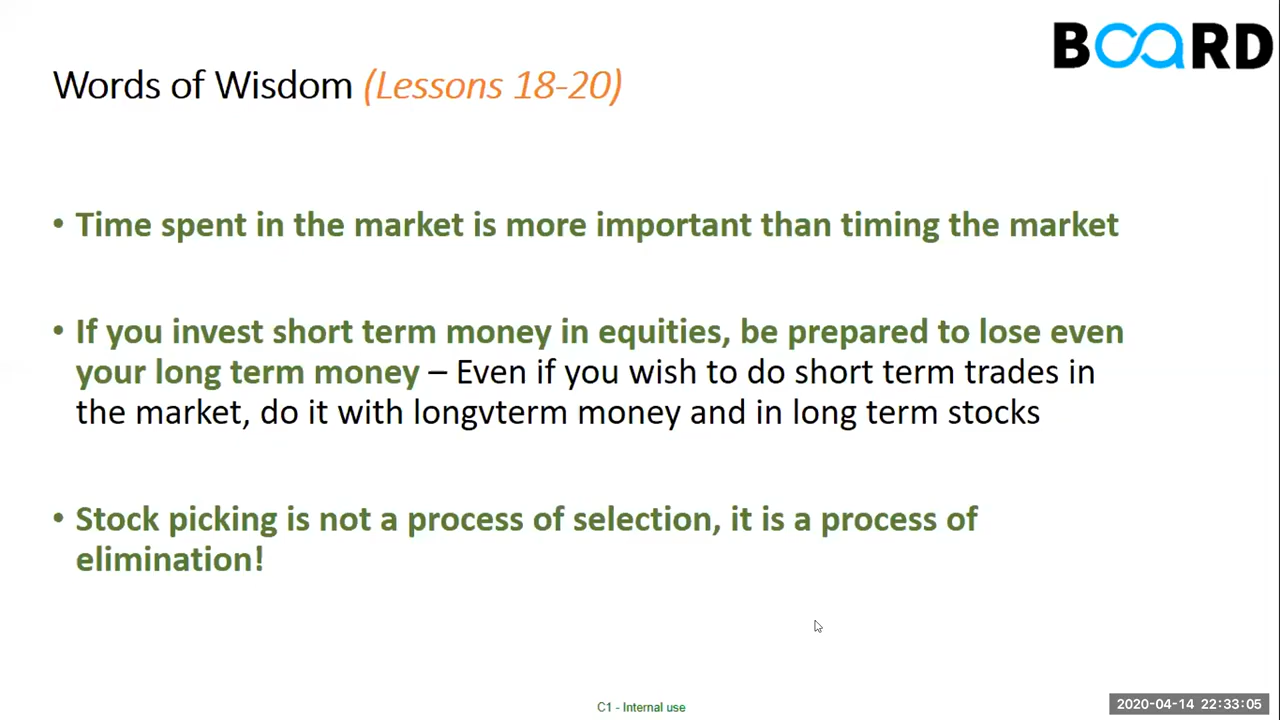 BOARD
Words of Wisdom (Lessons 18-20)
• Time spent in the market is more important than timing the market
• If you invest short term money in equities, be prepared to lose even
your long term money – Even if you wish to do short term trades in
the market, do it with longvterm money and in long term stocks
• Stock picking is not a process of selection, it is a process of
elimination!
C1 - Internal use
2020-04-14 22:33:05